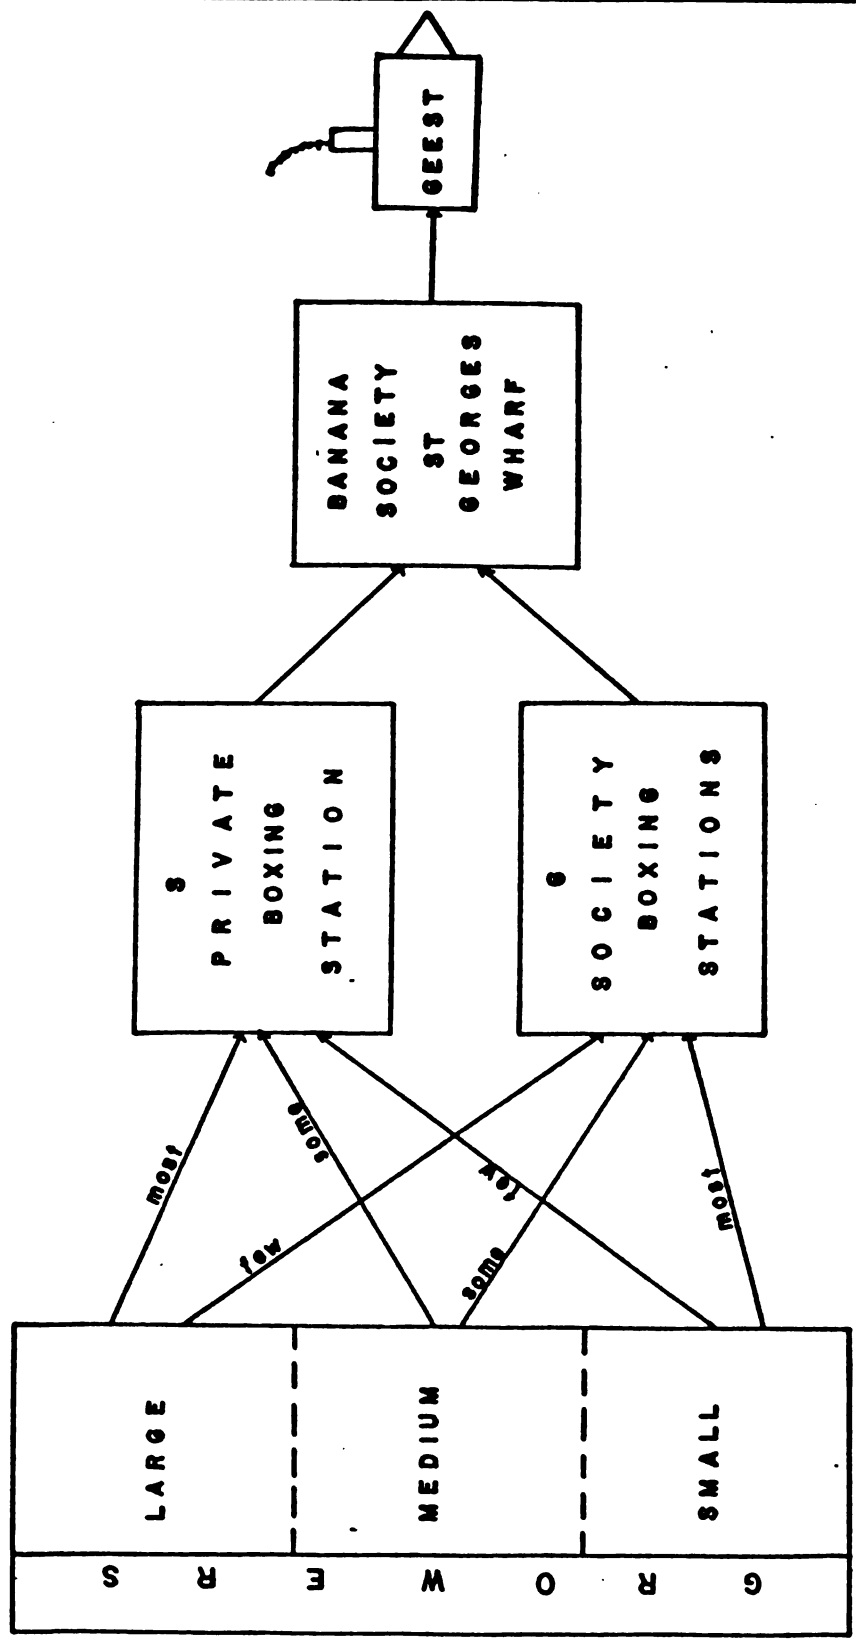 GROWERS
LARGE
MEDIUM
SMALL
most
few
some
some
few
most
S
PRIVATE
BOXING
STATION
6
SOCIETY
BOXING
STATIONS
BANANA
SOCIETY
ST
GEORGES
WHARF
GEEST